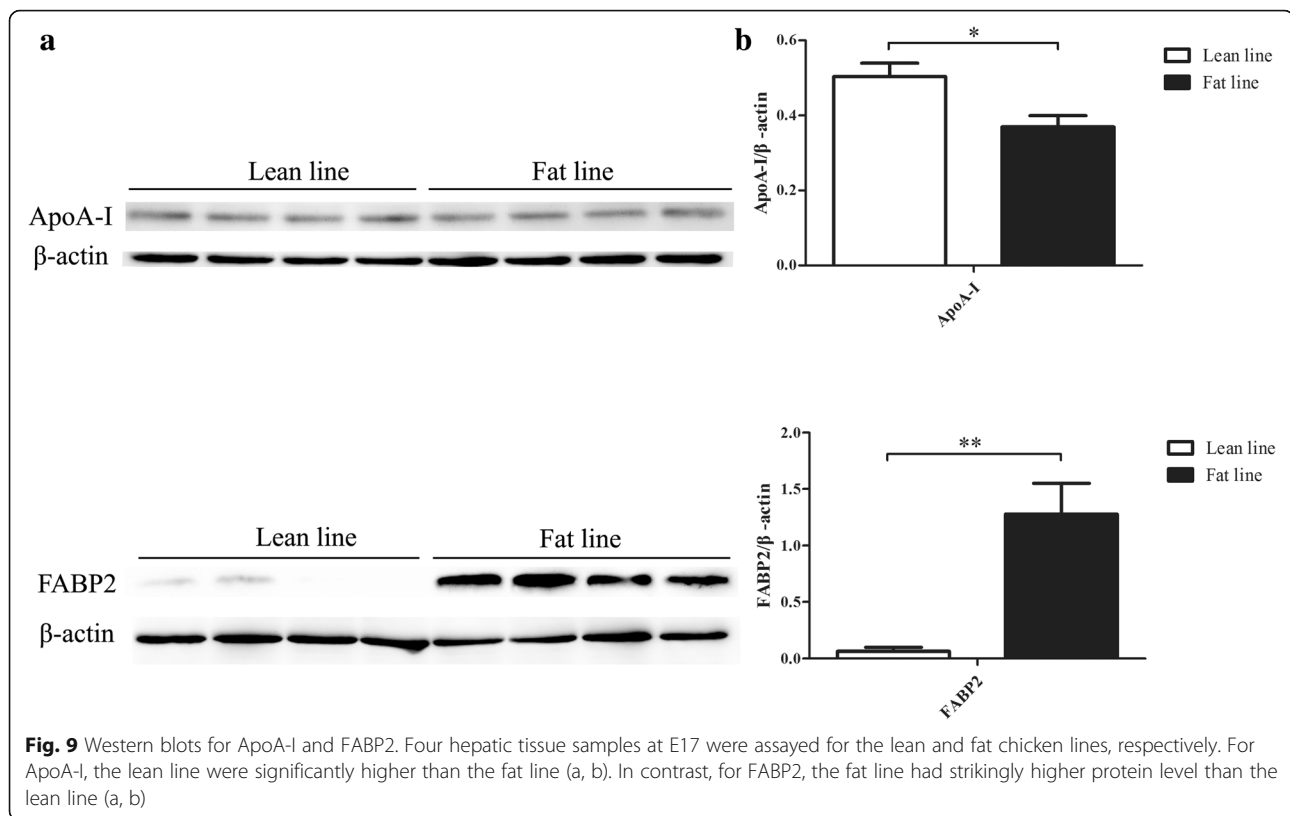 a
Lean line Fat line
ApoA-I
β-actin
Lean line Fat line
FABP2
β-actin
b
*
Lean line
Fat line
ApoA-I/β -actin
0.6
0.4
0.2
0.0
ApoA-I
**
Lean line
Fat line
FABP2/β -actin
2.0
1.5
1.0
0.5
0.0
FABP2
Fig. 9 Western blots for ApoA-I and FABP2. Four hepatic tissue samples at E17 were assayed for the lean and fat chicken lines, respectively. For
ApoA-I, the lean line were significantly higher than the fat line (a, b). In contrast, for FABP2, the fat line had strikingly higher protein level than the
lean line (a, b)